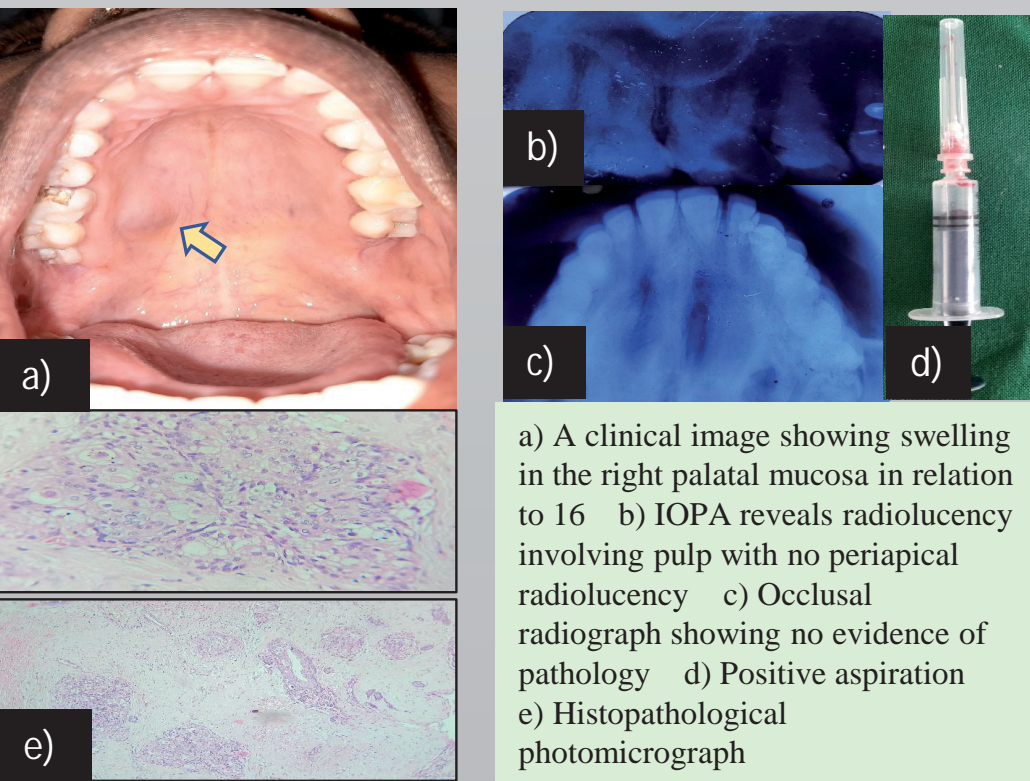 a)
b)
c)
d)
e)
a) A clinical image showing swelling
in the right palatal mucosa in relation
to 16    b) IOPA reveals radiolucency
involving pulp with no periapical
radiolucency    c) Occlusal
radiograph showing no evidence of
pathology    d) Positive aspiration
e) Histopathological
photomicrograph